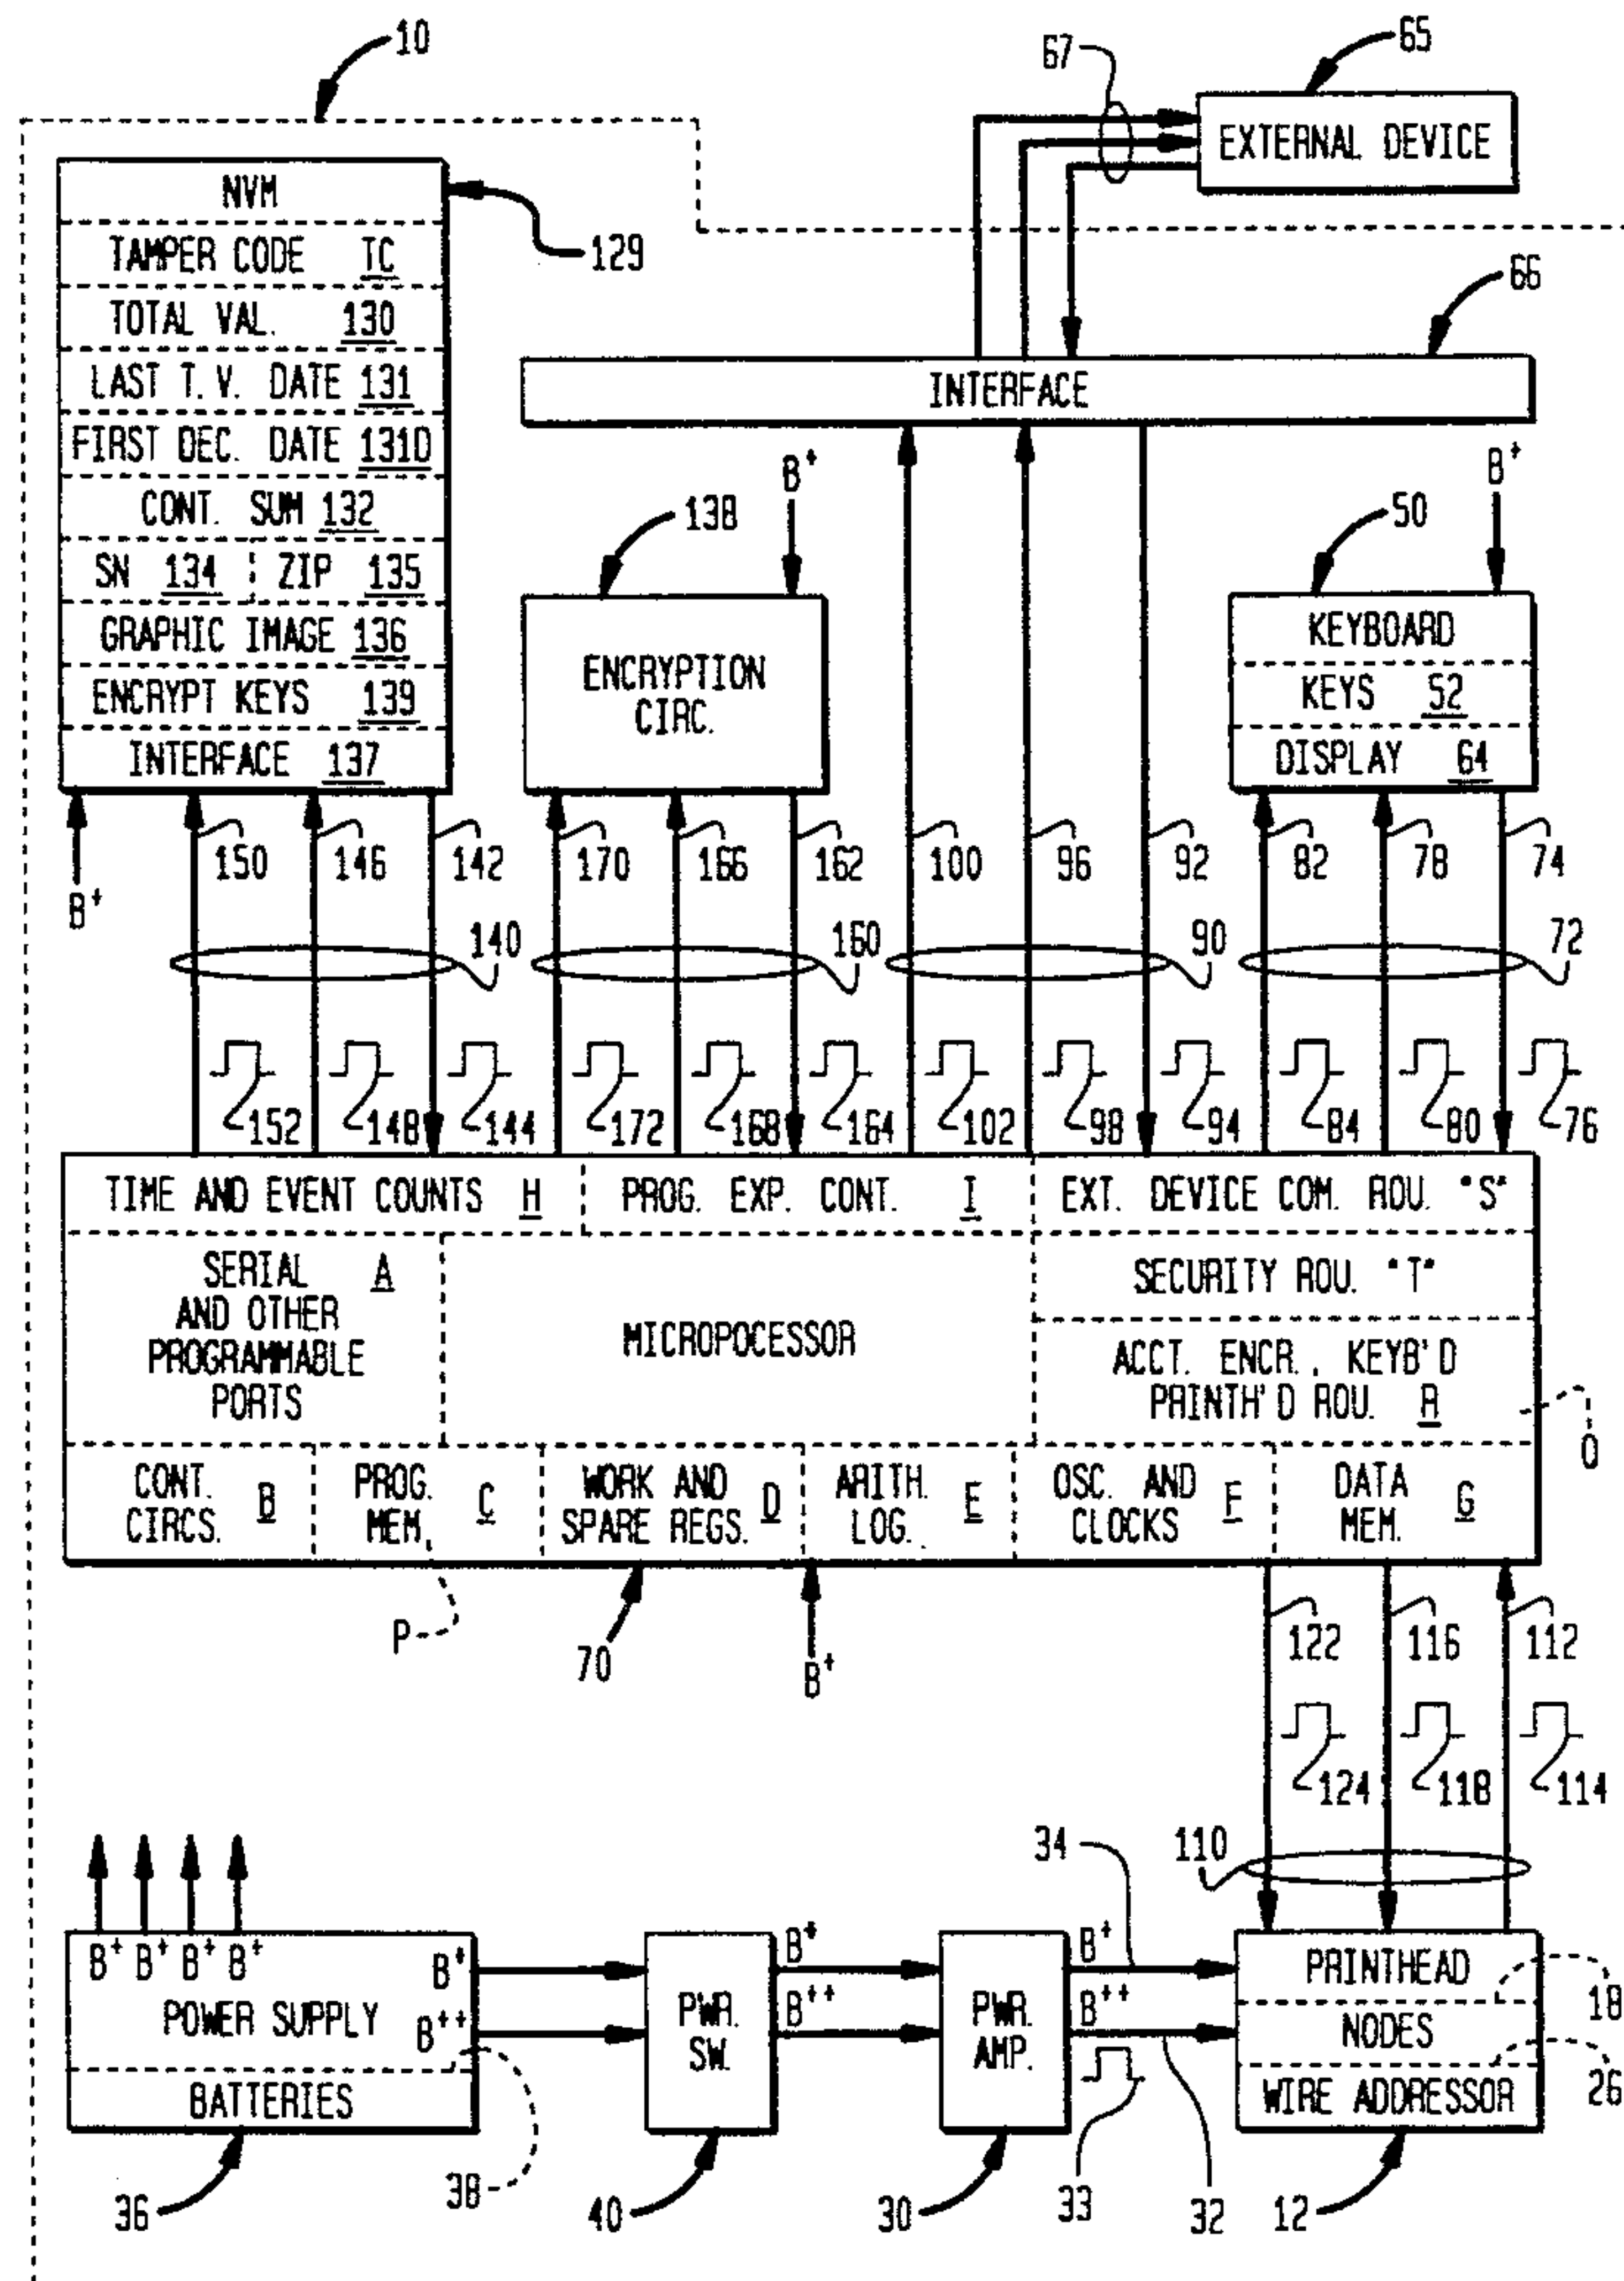 10
67
65
EXTERNAL DEVICE
NVM
129
TAMPER CODE TC
TOTAL VAL. 130
LAST T. V. DATE 131
FIRST DEC. DATE 131D
CONT. SUM 132
SN 134 ZIP 135
GRAPHIC IMAGE 136
ENCRYPT KEYS 139
INTERFACE 137
66
INTERFACE
138
B+
ENCRYPTION
CIRC.
50
B+
KEYBOARD
KEYS 52
DISPLAY 64
B+
150
146
142
170
166
162
100
96
92
82
78
74
140
160
90
72
152
148
144
172
168
164
102
98
94
84
80
76
TIME AND EVENT COUNTS H
PROG. EXP. CONT. I
EXT. DEVICE COM. ROU. "S"
SERIAL A
AND OTHER
PROGRAMMABLE
PORTS
MICROPOCESSOR
SECURITY ROU. "T"
ACCT. ENCR., KEYB'D
PRINTH'D ROU. R
O
CONT.
CIRCS. B
PROG.
MEM. C
WORK AND
SPARE REGS. D
ARITH.
LOG. E
OSC. AND
CLOCKS F
DATA
MEM. G
P
70
B+
122
116
112
124
118
114
110
34
B+ B+ B+ B+
B+
POWER SUPPLY
B++
BATTERIES
PWR.
SW.
B+
B++
PWR.
AMP.
B+
B++
PRINTHEAD
NODES
WIRE ADDRESSOR
18
26
36
38
40
30
33
32
12